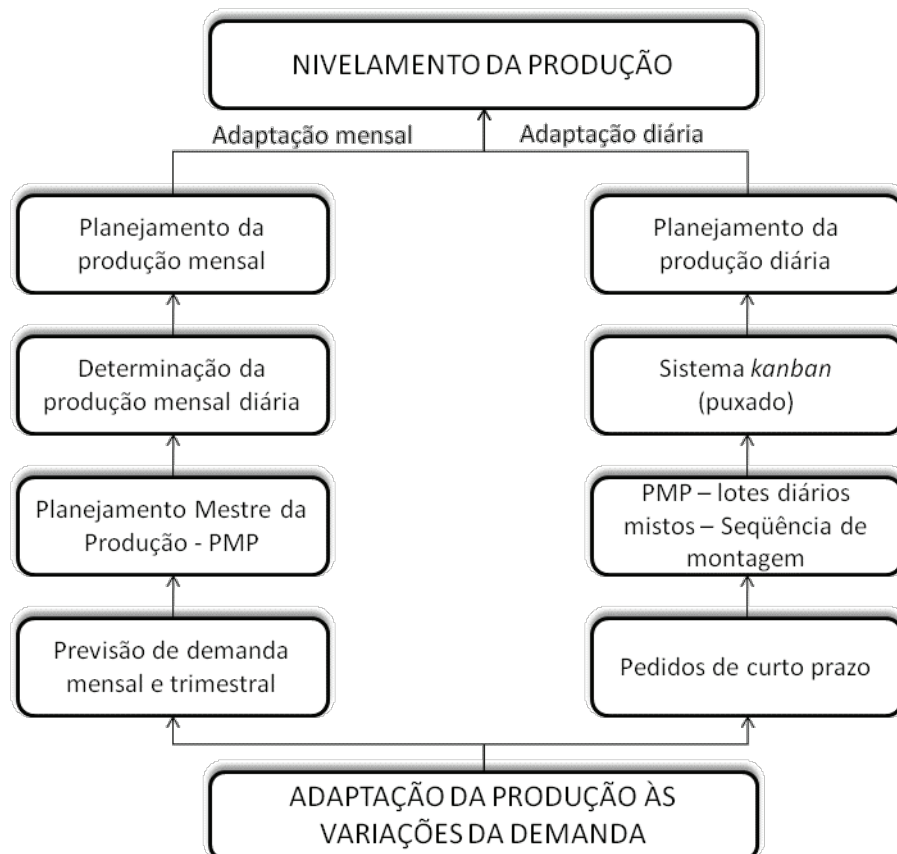 NIVELAMENTO DA PRODUÇÃO
Adaptação mensal
Adaptação diária
Planejamento da
produção mensal
Planejamento da
produção diária
Determinação da
produção mensal diária
Sistema kanban
(puxado)
Planejamento Mestre da
Produção - PMP
PMP – lotes diários
mistos – Seqüência de
montagem
Previsão de demanda
mensal e trimestral
Pedidos de curto prazo
ADAPTAÇÃO DA PRODUÇÃO ÀS
VARIAÇÕES DA DEMANDA